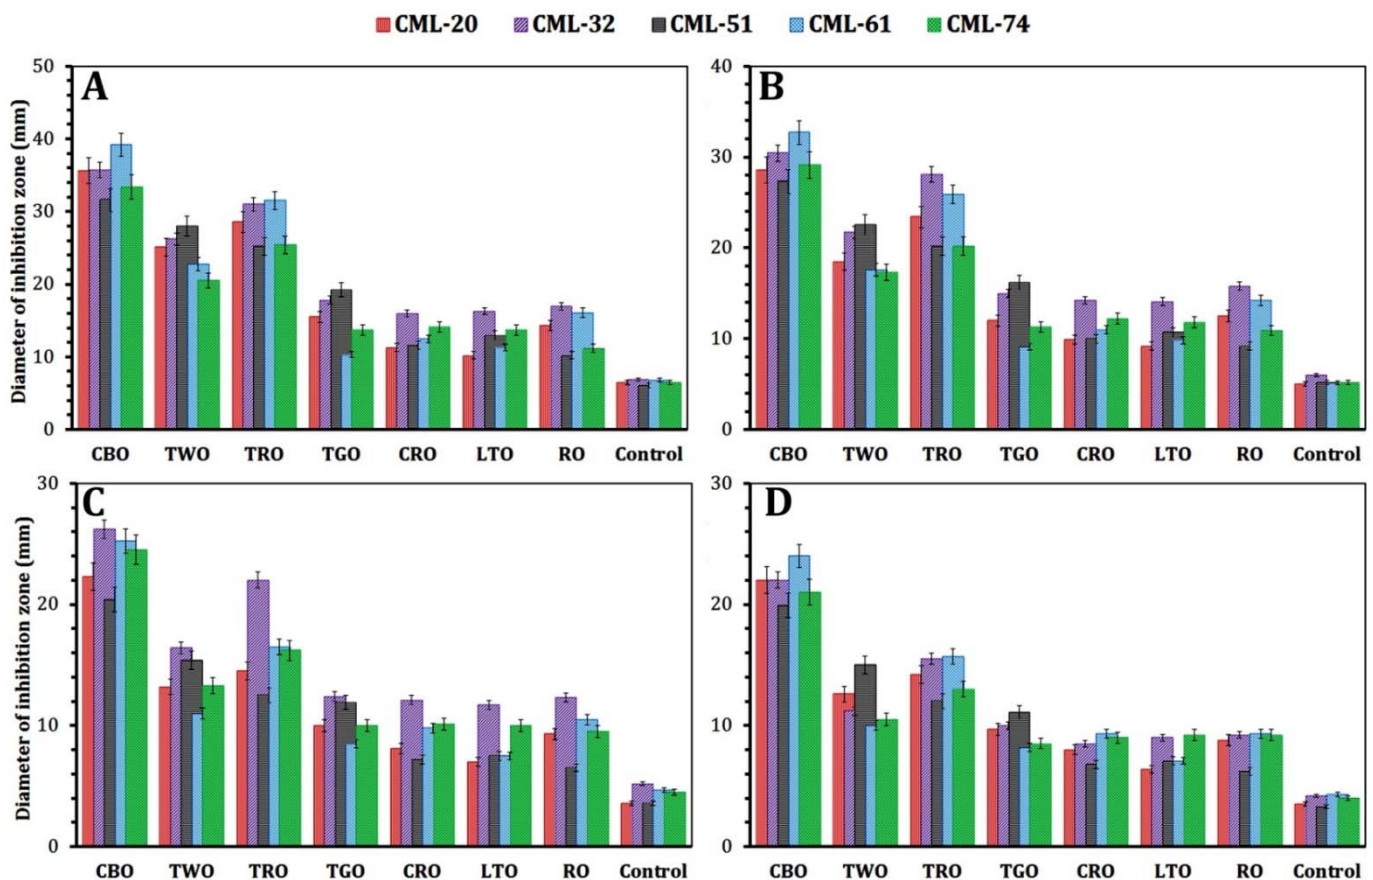 CML-20 CML-32 CML-51 CML-61 CML-74
A
Diameter of inhibition zone (mm)
50
40
30
20
10
0
CBO TWO TRO TGO CRO LTO RO Control
B
40
30
20
10
0
CBO TWO TRO TGO CRO LTO RO Control
C
Diameter of inhibition zone (mm)
30
20
10
0
CBO TWO TRO TGO CRO LTO RO Control
D
30
20
10
0
CBO TWO TRO TGO CRO LTO RO Control